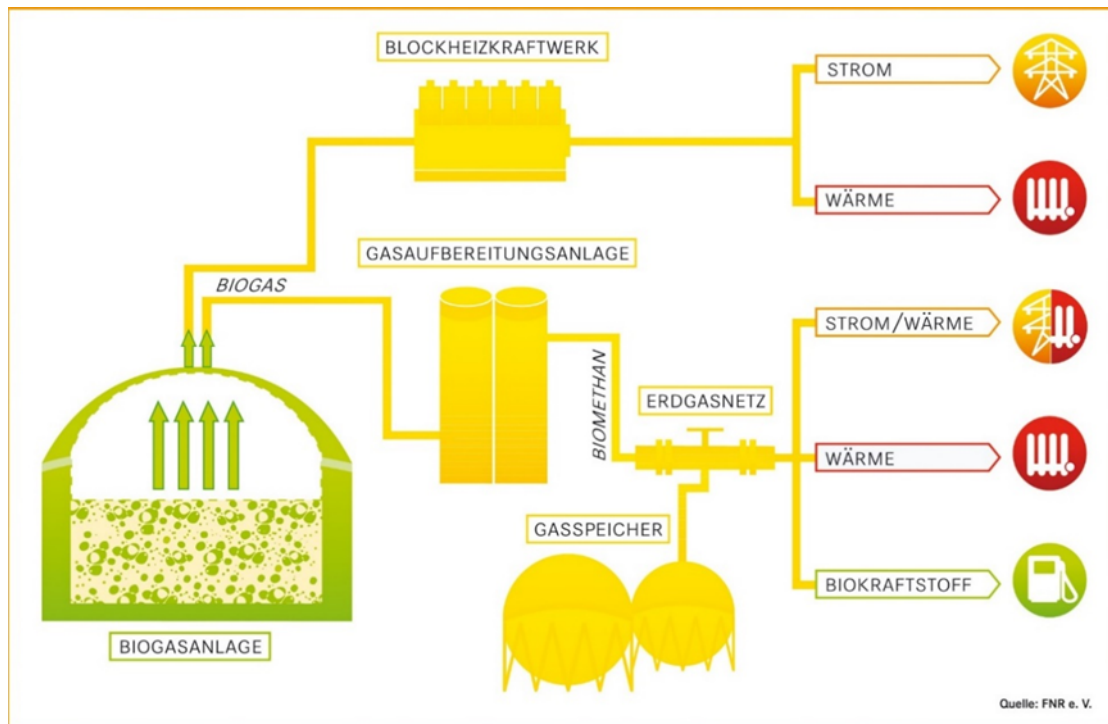 BLOCKHEIZKRAFTWERK
STROM
WÄRME
GASAUFBEREITUNGSANLAGE
BIOGAS
STROM/WÄRME
BIOMETHAN
ERDGASNETZ
WÄRME
GASSPEICHER
BIOKRAFTSTOFF
BIOGASANLAGE
Quelle: FNR e. V.